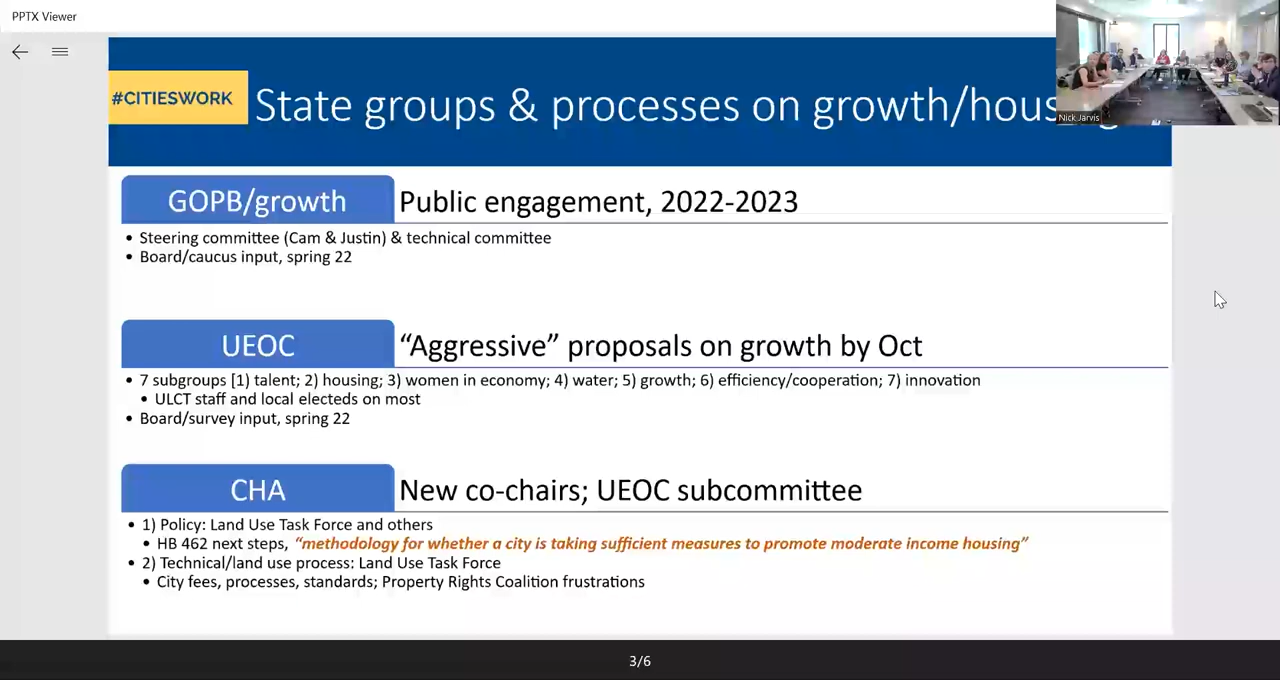 PPTX Viewer
#CITIESWORK
State groups & processes on growth/hous
Nick Jarvis
GOPB/growth
Public engagement, 2022-2023
• Steering committee (Cam & Justin) & technical committee
• Board/caucus input, spring 22
UEOC
“Aggressive” proposals on growth by Oct
• 7 subgroups [1) talent; 2) housing; 3) women in economy; 4) water; 5) growth; 6) efficiency/cooperation; 7) innovation
• ULCT staff and local electeds on most
• Board/survey input, spring 22
CHA
New co-chairs; UEOC subcommittee
• 1) Policy: Land Use Task Force and others
• HB 462 next steps, “methodology for whether a city is taking sufficient measures to promote moderate income housing”
• 2) Technical/land use process: Land Use Task Force
• City fees, processes, standards; Property Rights Coalition frustrations
3/6